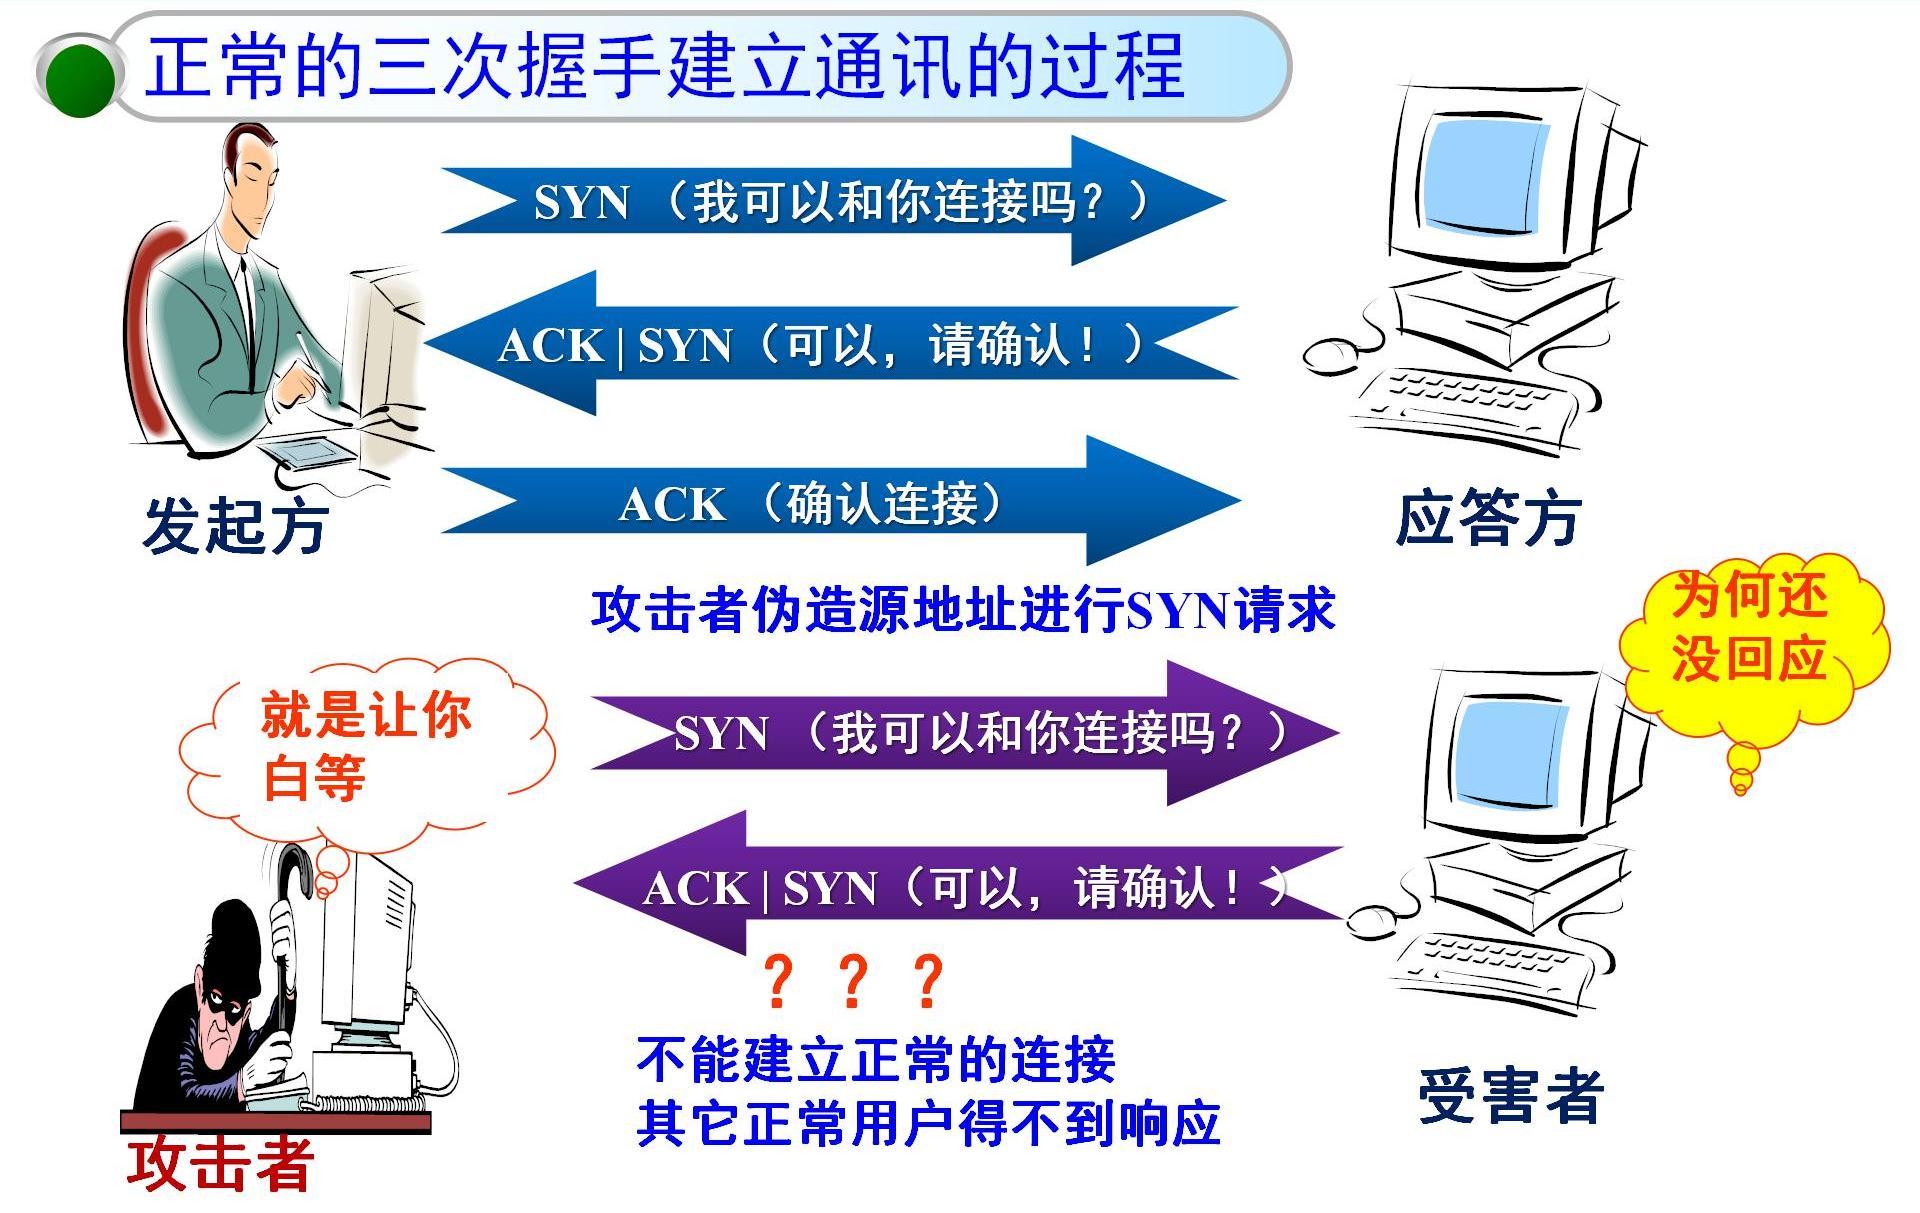 正常的三次握手建立通讯的过程
SYN （我可以和你连接吗？）
ACK | SYN（可以，请确认！）
ACK （确认连接）
发起方
应答方
攻击者伪造源地址进行SYN请求
为何还
没回应
就是让你
白等
SYN （我可以和你连接吗？）
ACK | SYN（可以，请确认！）
？？？
不能建立正常的连接
其它正常用户得不到响应
受害者
攻击者